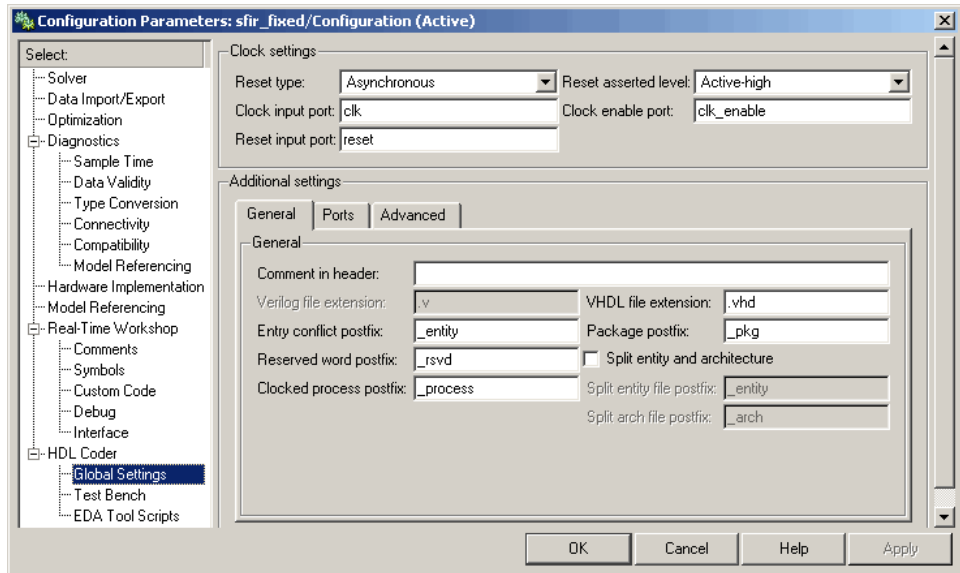 Configuration Parameters: sfir_fixed/Configuration (Active)
Select:
Solver
Data Import/Export
Optimization
Diagnostics
Sample Time
Data Validity
Type Conversion
Connectivity
Compatibility
Model Referencing
Hardware Implementation
Model Referencing
Real-Time Workshop
Comments
Symbols
Custom Code
Debug
Interface
HDL Coder
Global Settings
Test Bench
EDA Tool Scripts
Clock settings
Reset type: Asynchronous Reset asserted level: Active-high
Clock input port: clk Clock enable port: clk_enable
Reset input port: reset
Additional settings
General Ports Advanced
General
Comment in header:
Verilog file extension: .v VHDL file extension: .vhd
Entry conflict postfix: _entity Package postfix: _pkg
Reserved word postfix: _rsvd Split entity and architecture
Clocked process postfix: _process Split entity file postfix: _entity
Split arch file postfix: _arch
OK Cancel Help Apply